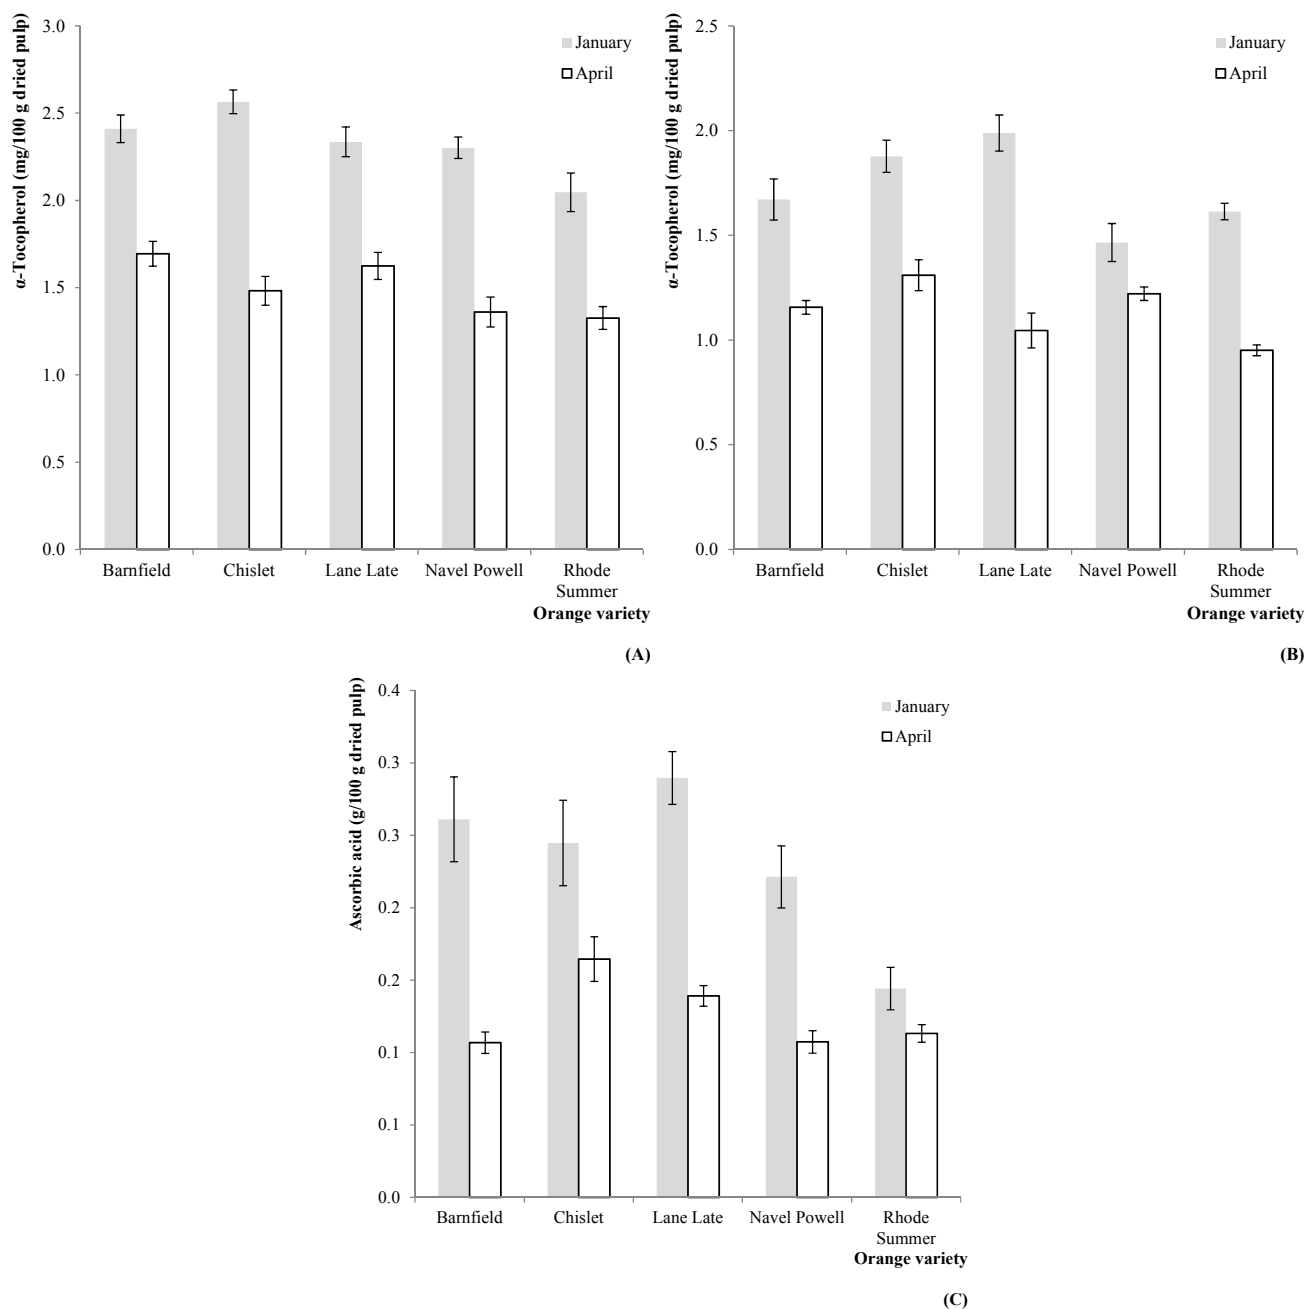 α-Tocopherol (mg/100 g dried pulp)
3.0
2.5
2.0
1.5
1.0
0.5
0.0
January
April
Barnfield
Chislet
Lane Late
Navel Powell
Rhode
Summer
Orange variety
(A)
α-Tocopherol (mg/100 g dried pulp)
2.5
2.0
1.5
1.0
0.5
0.0
January
April
Barnfield
Chislet
Lane Late
Navel Powell
Rhode
Summer
Orange variety
(B)
Ascorbic acid (g/100 g dried pulp)
0.4
0.3
0.3
0.2
0.2
0.1
0.1
0.0
January
April
Barnfield
Chislet
Lane Late
Navel Powell
Rhode
Summer
Orange variety
(C)